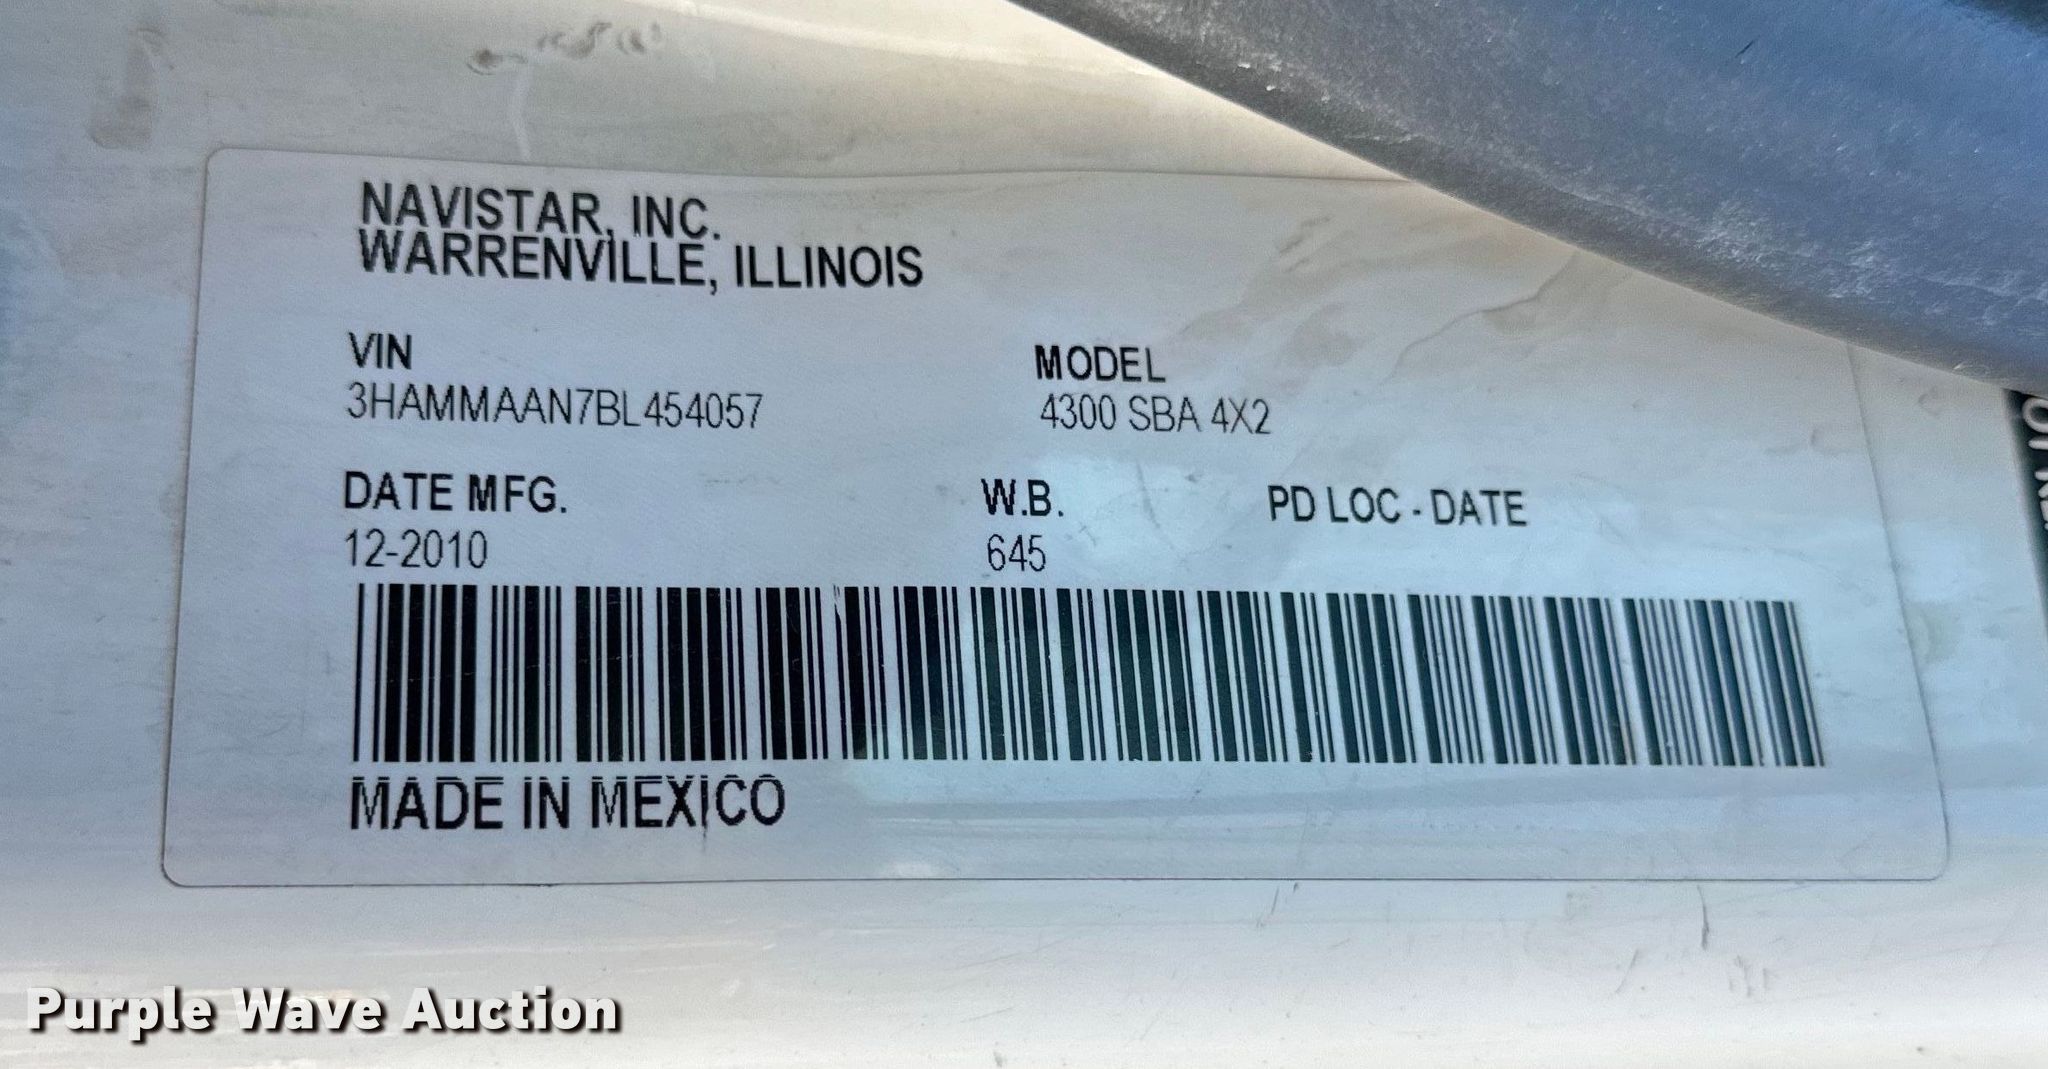 NAVISTAR, INC.
WARRENVILLE, ILLINOIS
VIN
3HAMMAAN7BL454057
MODEL
4300 SBA 4X2
DATE MFG.
12-2010
W.B.
645
PD LOC - DATE
MADE IN MEXICO
Purple Wave Auction